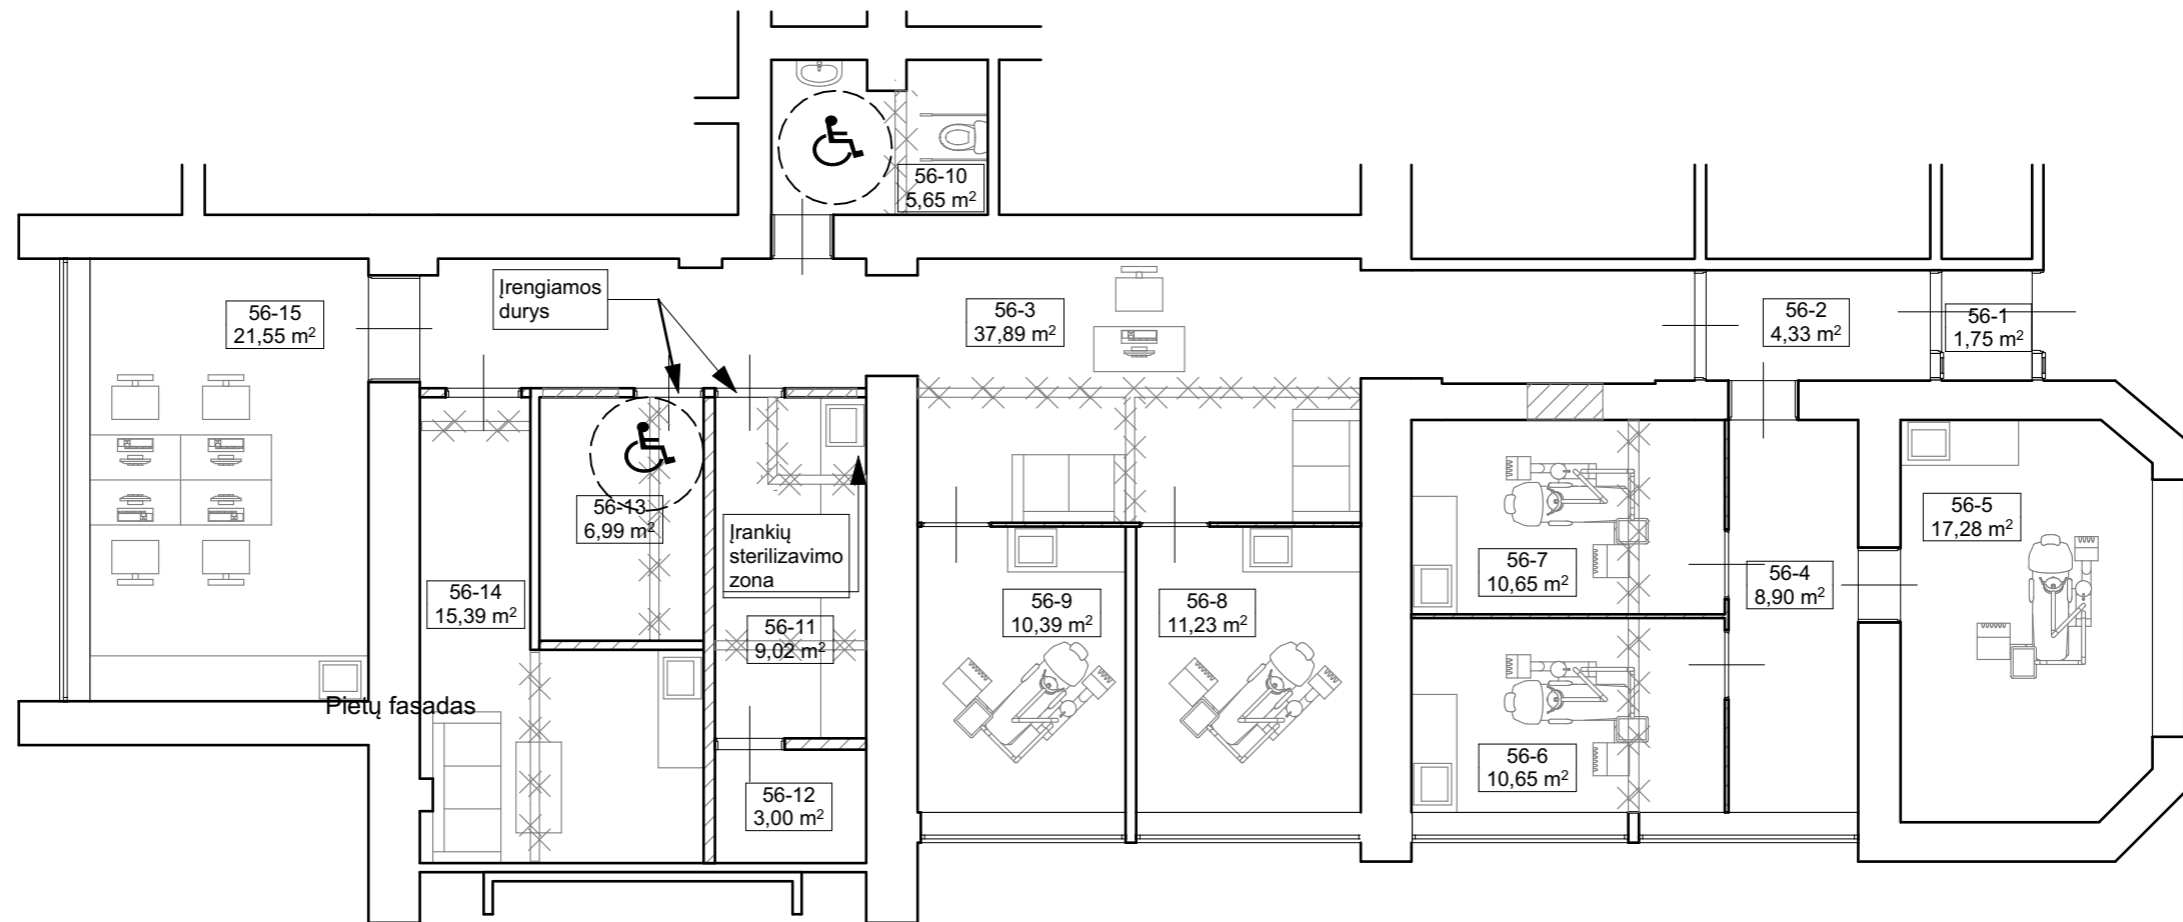 56-10
5,65 m²
Įrengiamos
durys
56-15
21,55 m²
56-3
37,89 m²
56-2
4,33 m²
56-1
1,75 m²
56-13
6,99 m²
Įrankių
sterilizavimo
zona
56-5
17,28 m²
56-7
10,65 m²
56-4
8,90 m²
56-14
15,39 m²
56-9
10,39 m²
56-8
11,23 m²
56-11
9,02 m²
Pietų fasadas
56-6
10,65 m²
56-12
3,00 m²